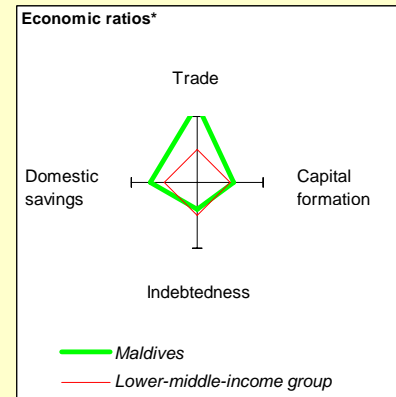 Economic ratios*
Trade
Domestic
savings
Capital
formation
Indebtedness
Maldives
Lower-middle-income group